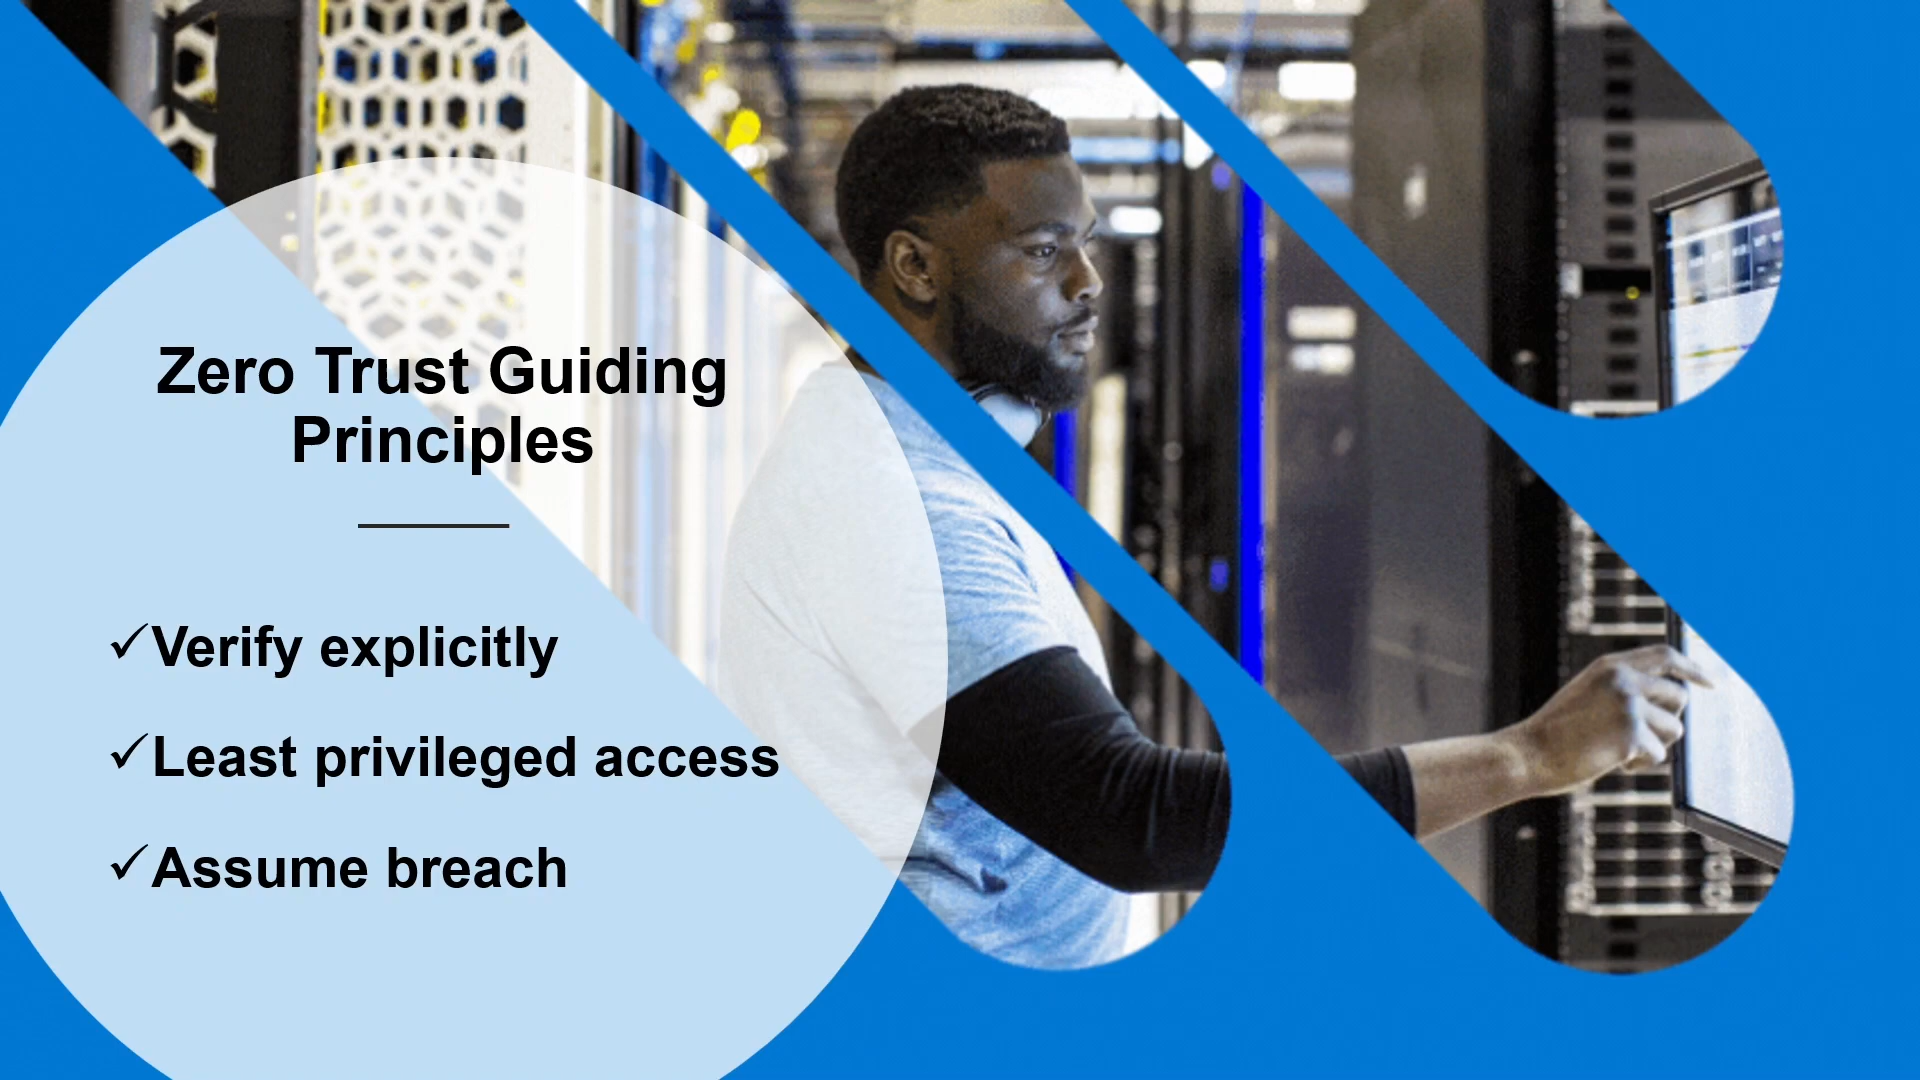 Zero Trust Guiding
Principles
✓Verify explicitly
✓Least privileged access
✓Assume breach